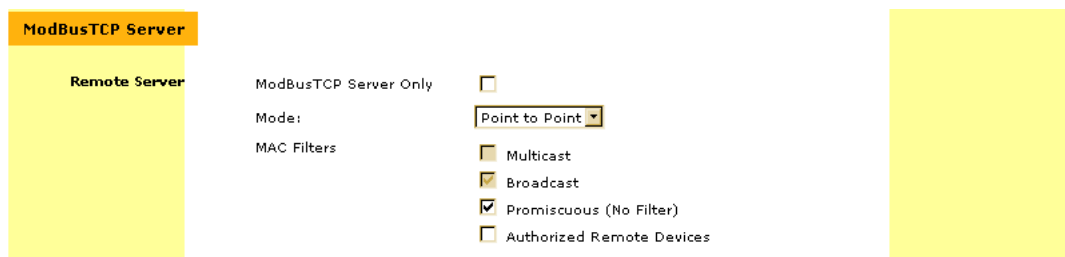 ModBusTCP Server
Remote Server
ModBusTCP Server Only
Mode:
Point to Point
MAC Filters
Multicast
Broadcast
Promiscuous (No Filter)
Authorized Remote Devices